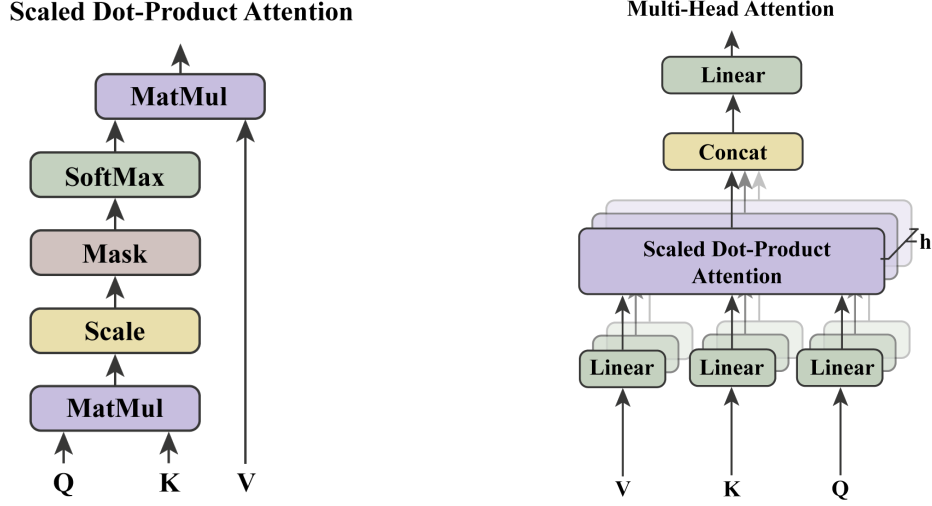 Scaled Dot-Product Attention
MatMul
SoftMax
Mask
Scale
MatMul
Q K V
Multi-Head Attention
Linear
Concat
Scaled Dot-Product
Attention
h
Linear Linear Linear
V K Q